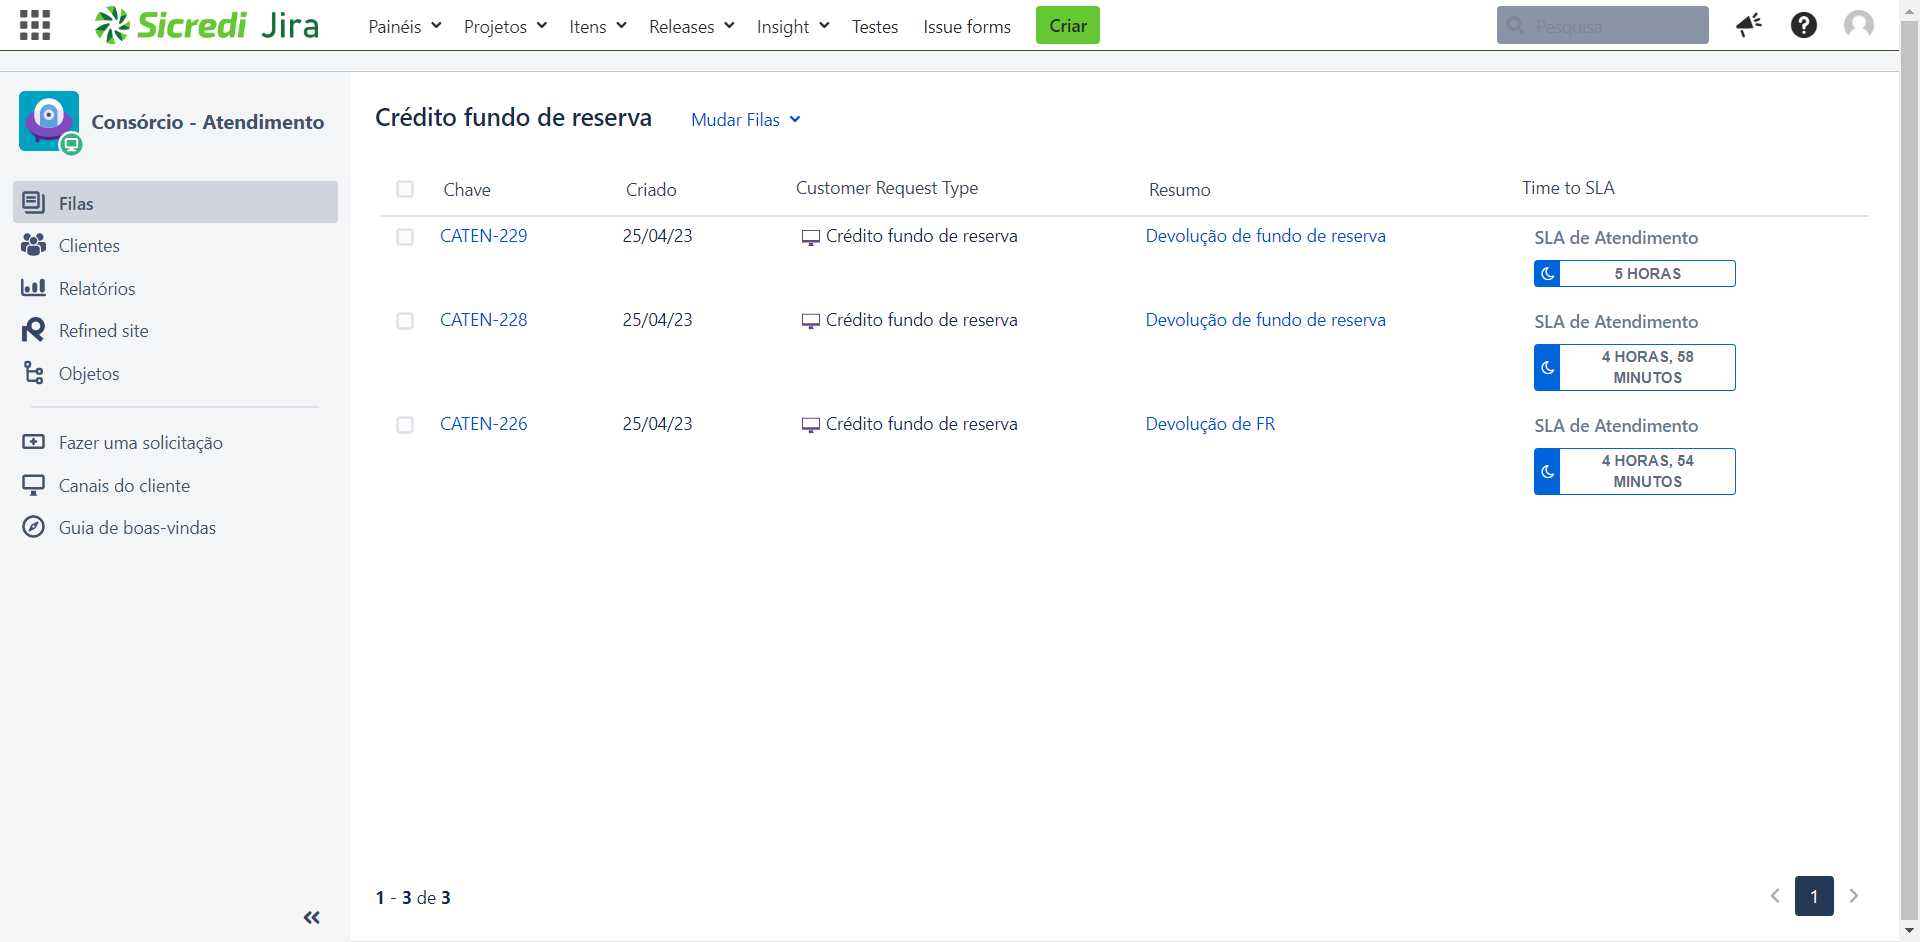 Sicredi Jira
Painéis Projetos Itens Releases Insight Testes Issue forms Criar
Pesquisa
Consórcio - Atendimento
Filas
Clientes
Relatórios
Refined site
Objetos
Fazer uma solicitação
Canais do cliente
Guia de boas-vindas
Crédito fundo de reserva Mudar Filas
Chave Criado Customer Request Type Resumo Time to SLA
CATEN-229 25/04/23 Crédito fundo de reserva Devolução de fundo de reserva SLA de Atendimento
5 HORAS
CATEN-228 25/04/23 Crédito fundo de reserva Devolução de fundo de reserva SLA de Atendimento
4 HORAS, 58
MINUTOS
CATEN-226 25/04/23 Crédito fundo de reserva Devolução de FR SLA de Atendimento
4 HORAS, 54
MINUTOS
1 - 3 de 3
1